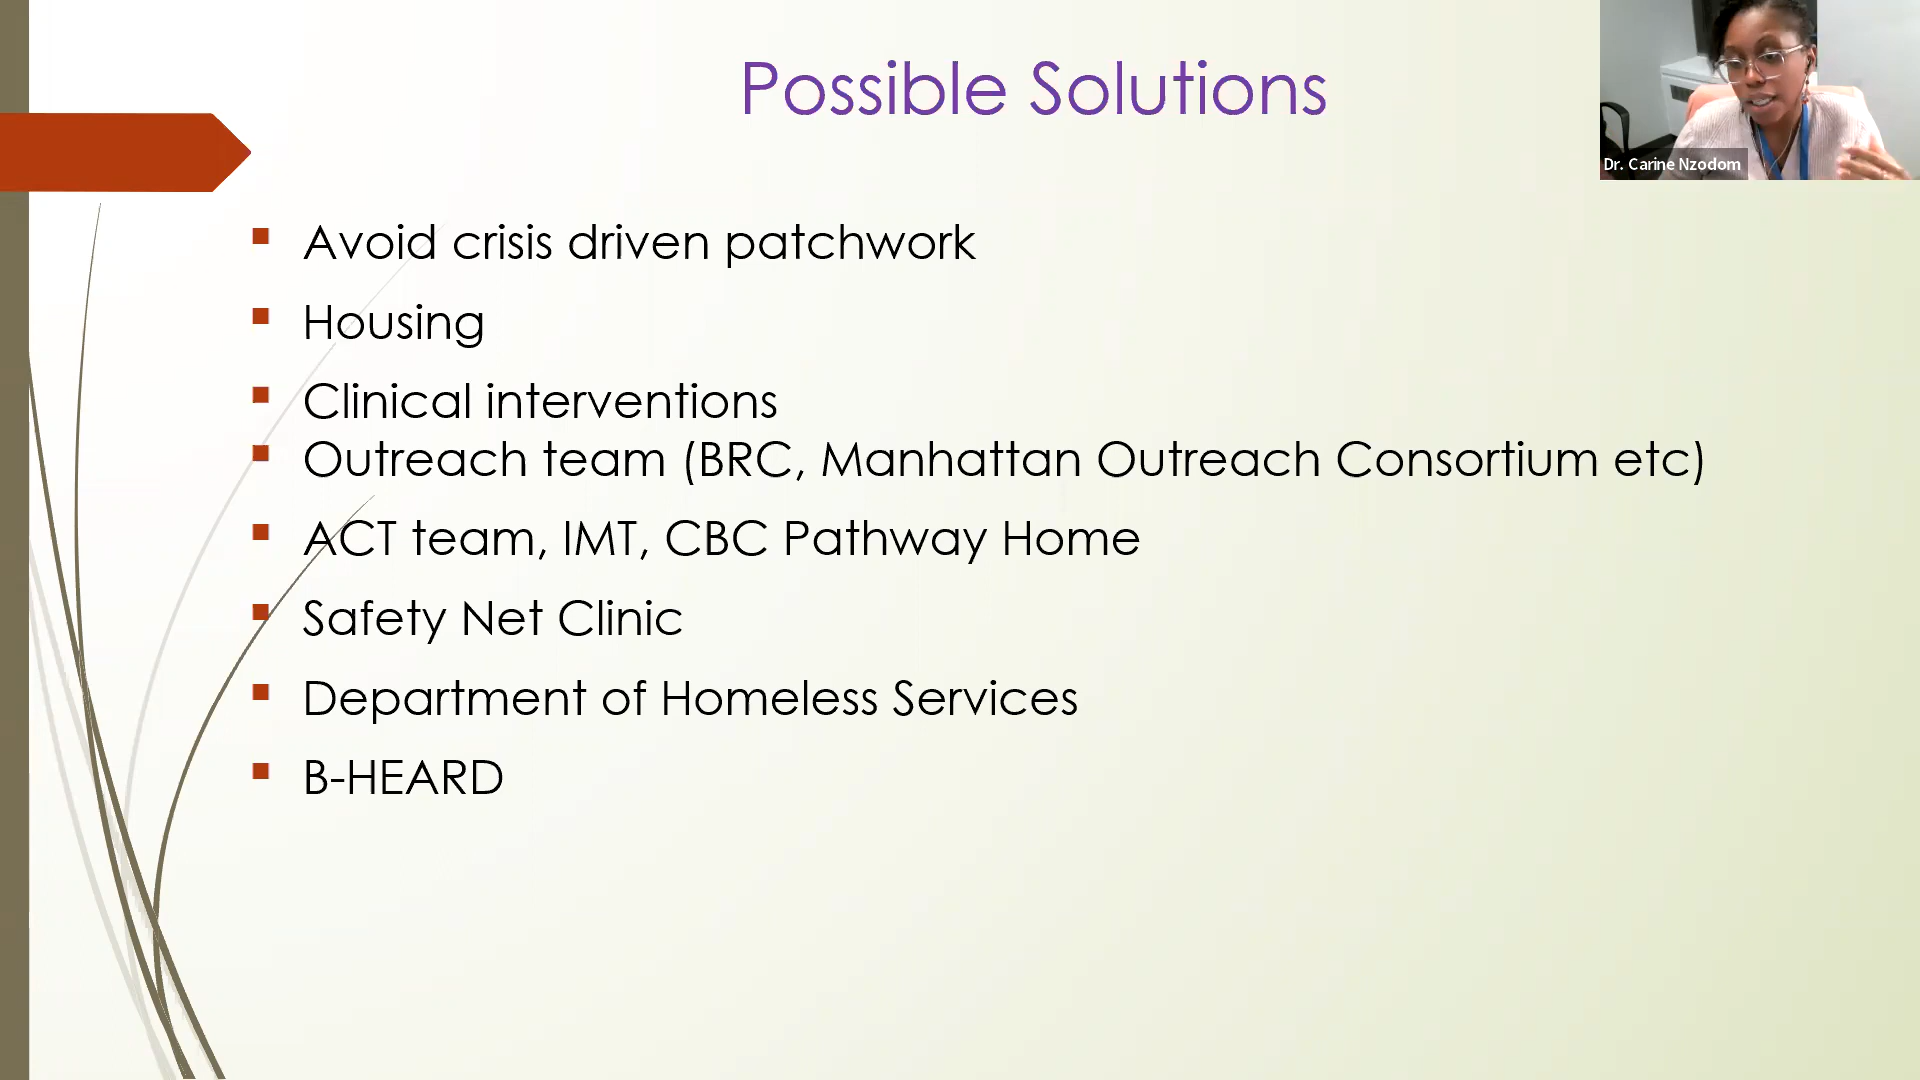 Possible Solutions
Dr. Carine Nzodom
Avoid crisis driven patchwork
Housing
Clinical interventions
Outreach team (BRC, Manhattan Outreach Consortium etc)
ACT team, IMT, CBC Pathway Home
Safety Net Clinic
Department of Homeless Services
B-HEARD